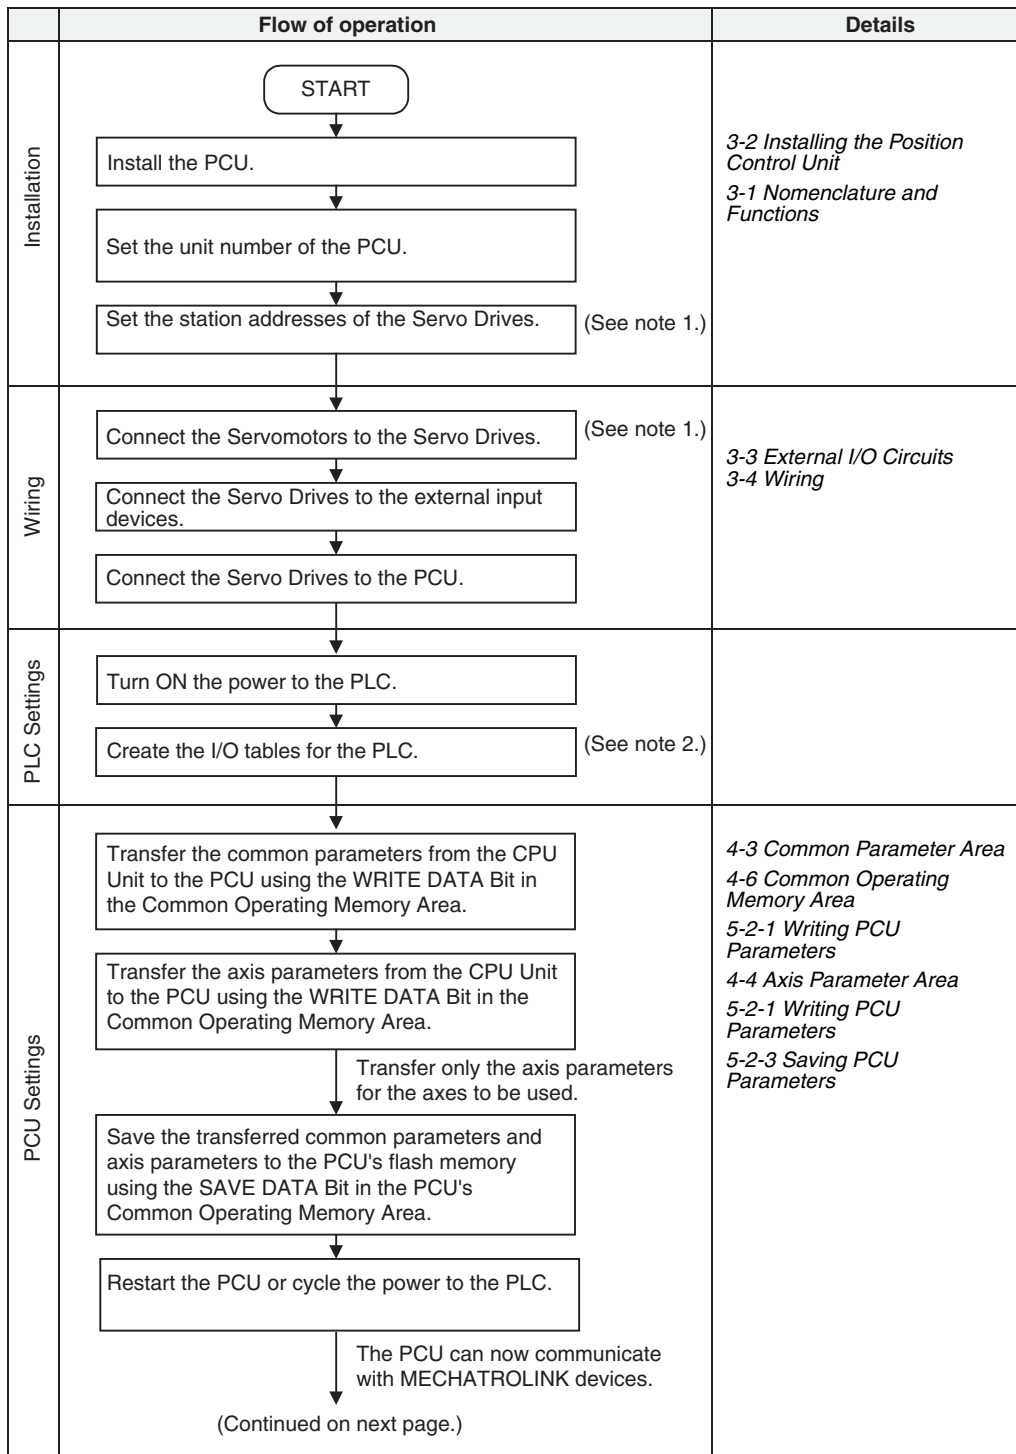 Flow of operation
Details
Installation
START
Install the PCU.
Set the unit number of the PCU.
Set the station addresses of the Servo Drives.
(See note 1.)
3-2 Installing the Position
Control Unit
3-1 Nomenclature and
Functions
Wiring
Connect the Servomotors to the Servo Drives.
(See note 1.)
Connect the Servo Drives to the external input
devices.
Connect the Servo Drives to the PCU.
3-3 External I/O Circuits
3-4 Wiring
PLC Settings
Turn ON the power to the PLC.
Create the I/O tables for the PLC.
(See note 2.)
PCU Settings
Transfer the common parameters from the CPU
Unit to the PCU using the WRITE DATA Bit in
the Common Operating Memory Area.
Transfer the axis parameters from the CPU Unit
to the PCU using the WRITE DATA Bit in the
Common Operating Memory Area.
Transfer only the axis parameters
for the axes to be used.
Save the transferred common parameters and
axis parameters to the PCU's flash memory
using the SAVE DATA Bit in the PCU's
Common Operating Memory Area.
Restart the PCU or cycle the power to the PLC.
The PCU can now communicate
with MECHATROLINK devices.
(Continued on next page.)
4-3 Common Parameter Area
4-6 Common Operating
Memory Area
5-2-1 Writing PCU
Parameters
4-4 Axis Parameter Area
5-2-1 Writing PCU
Parameters
5-2-3 Saving PCU
Parameters